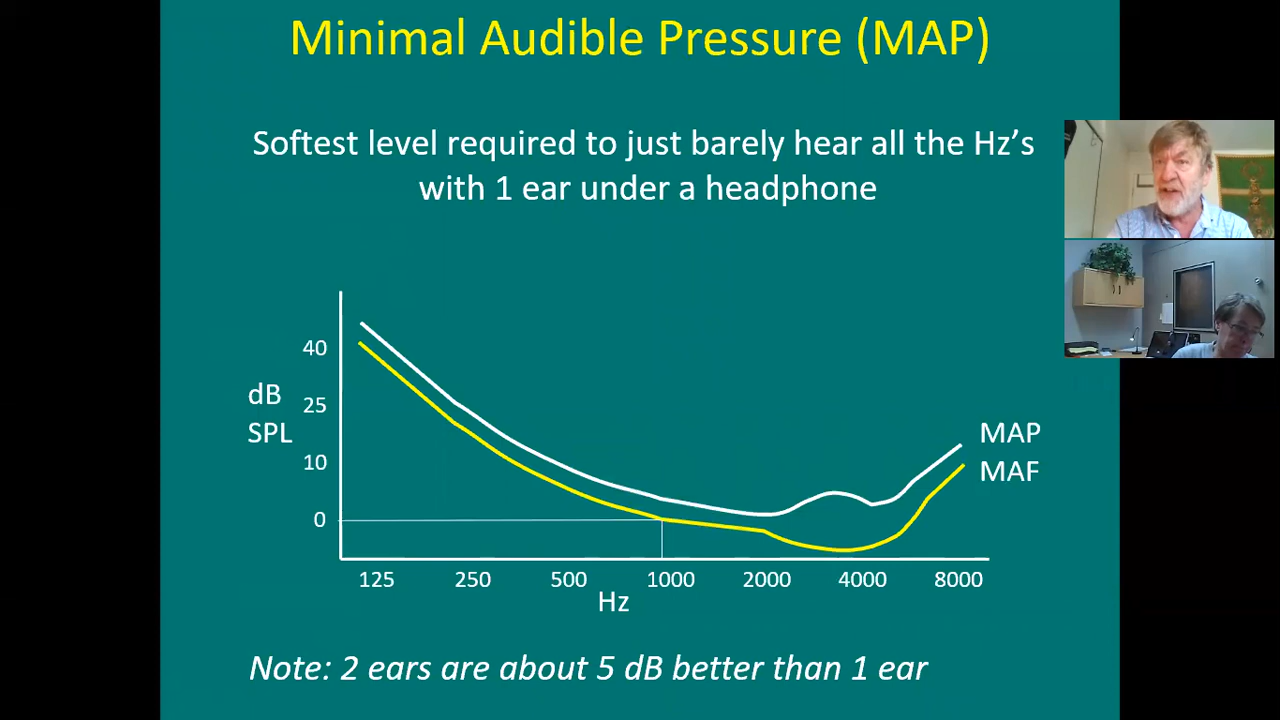 Minimal Audible Pressure (MAP)
Softest level required to just barely hear all the Hz's
with 1 ear under a headphone
40
dB
25
SPL
10
0
MAP
MAF
125 250 500 1000 2000 4000 8000
Hz
Note: 2 ears are about 5 dB better than 1 ear